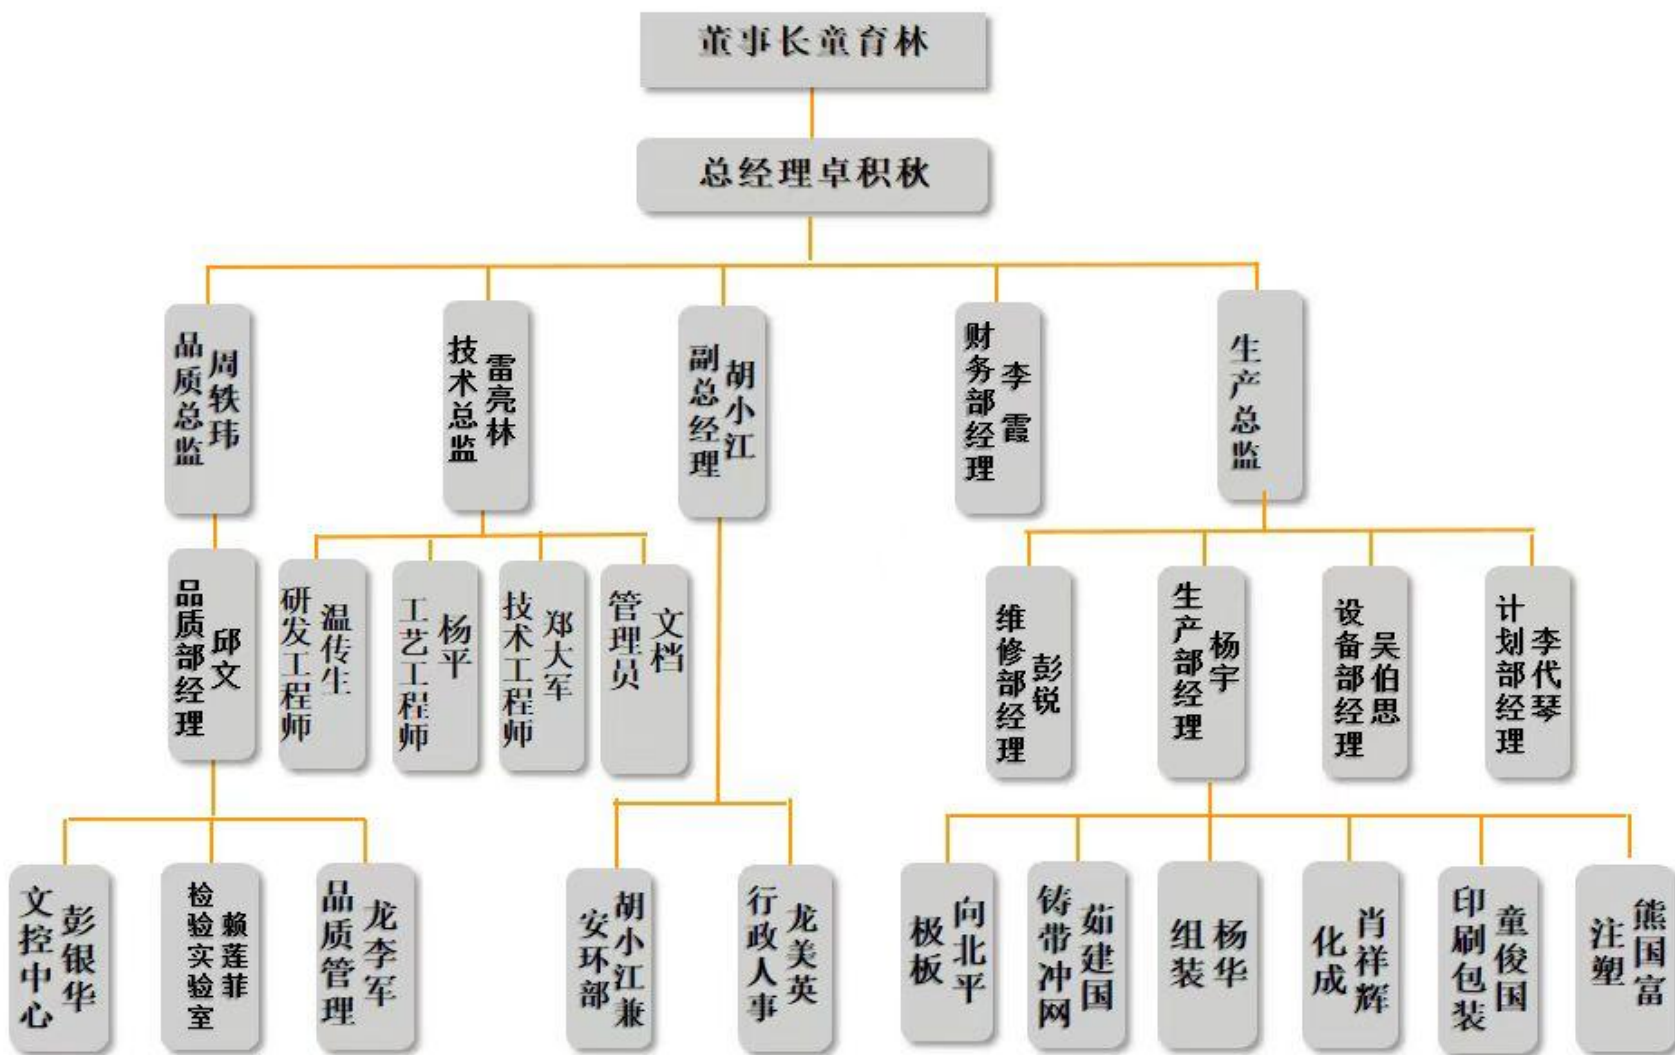 董事长童育林
总经理卓积秋
品质总监
周轶玮
技术总监
雷亮林
副总经理
胡小江
财务部经理
李霞
生产总监
品质部经理
邱文
研发工程师
温传生
工艺工程师
杨平
技术工程师
郑大军
管理员
文档
维修部经理
彭锐
生产部经理
杨宇
设备部经理
吴伯思
计划部经理
李代琴
文控中心
彭银华
检验实验室
赖莲菲
品质管理
龙李军
安环部
胡小江兼
行政人事
龙美英
极板
向北平
铸带冲网
茹建国
组装
杨华
化成
肖祥辉
印刷包装
童俊国
注塑
熊国富